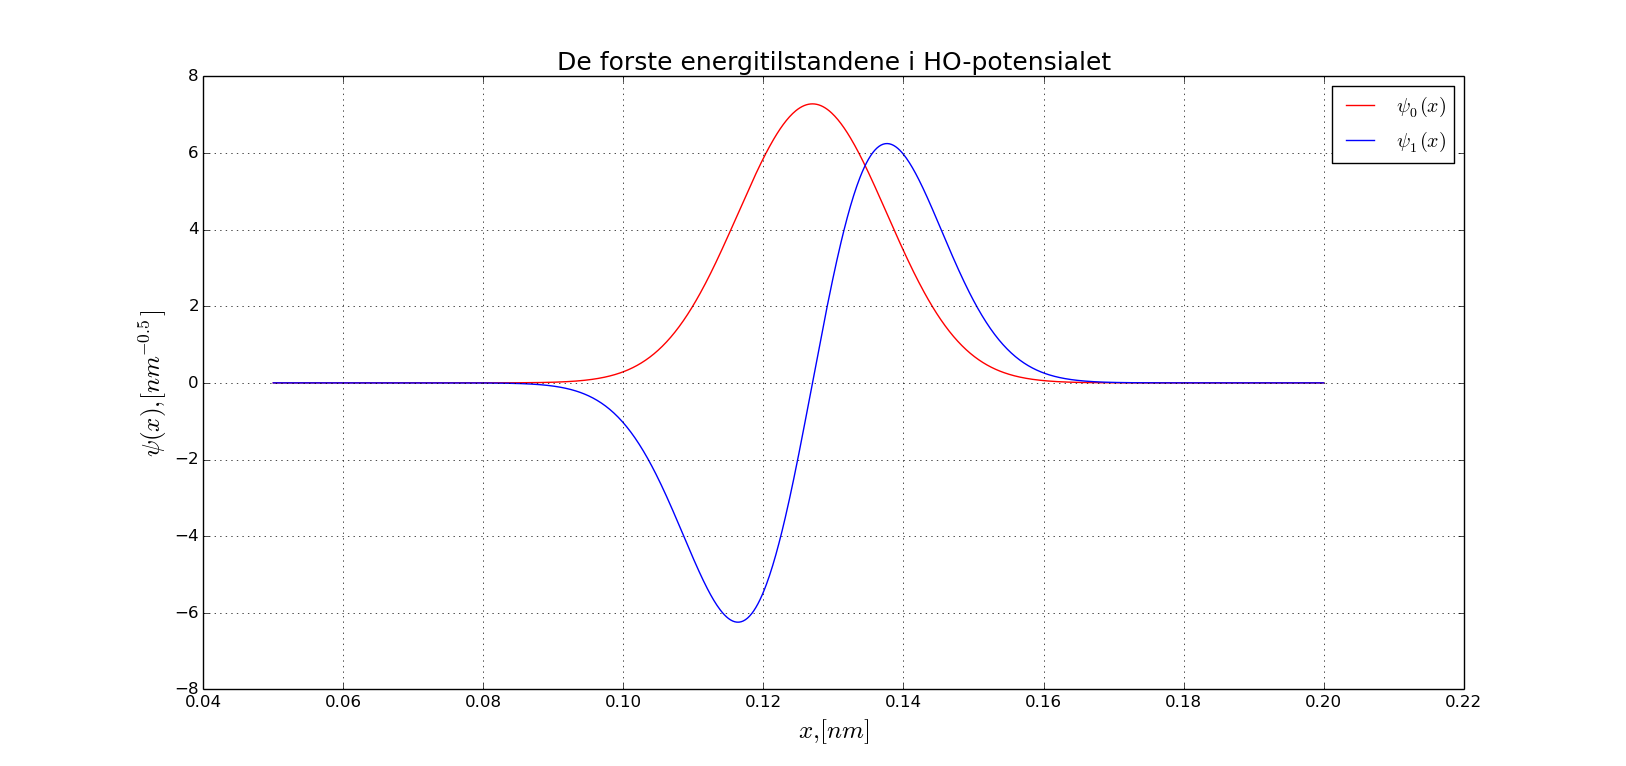 De forste energitilstandene i HO-potensialet
ψ₀(x)
ψ₁(x)
8
6
4
2
0
−2
−4
−6
−8
ψ(x),[nm⁻⁰·⁵]
0.04 0.06 0.08 0.10 0.12 0.14 0.16 0.18 0.20 0.22
x,[nm]